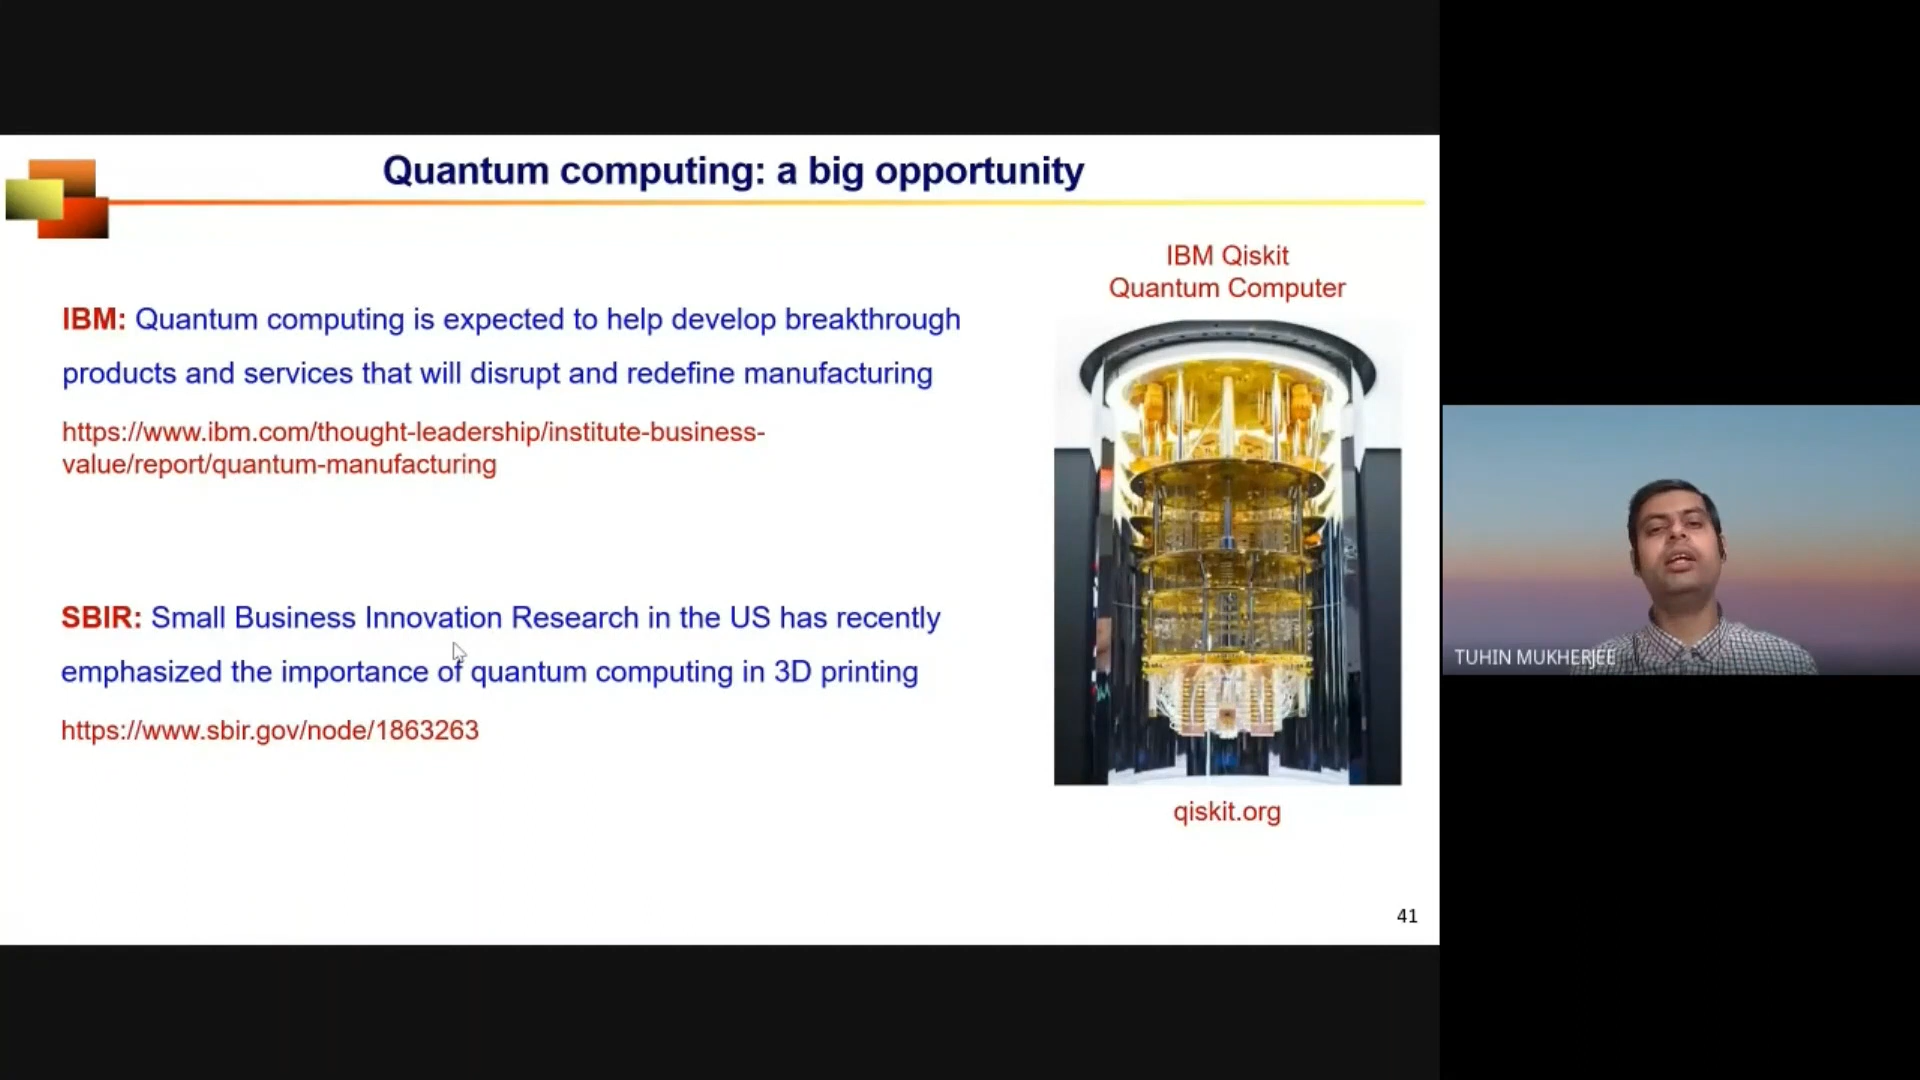 Quantum computing: a big opportunity
IBM: Quantum computing is expected to help develop breakthrough
products and services that will disrupt and redefine manufacturing
https://www.ibm.com/thought-leadership/institute-business-
value/report/quantum-manufacturing
SBIR: Small Business Innovation Research in the US has recently
emphasized the importance of quantum computing in 3D printing
https://www.sbir.gov/node/1863263
IBM Qiskit
Quantum Computer
qiskit.org
41
TUHIN MUKHERJEE